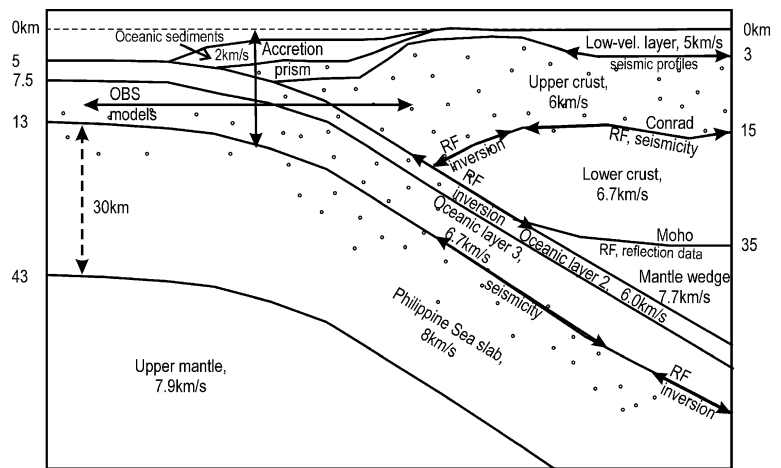 0km
Oceanic sediments
2km/s
Accretion
prism
0km
Low-vel. layer, 5km/s
3
seismic profiles
5
7.5
Upper crust,
6km/s
OBS
models
13
Conrad
15
RF, seismicity
RF
inversion
Lower crust,
6.7km/s
RF
inversion
30km
Oceanic layer 3,
6.7km/s
Oceanic layer 2, 6.0km/s
Moho
35
RF, reflection data
Mantle wedge
7.7km/s
43
seismicity
Philippine Sea slab,
8km/s
Upper mantle,
7.9km/s
RF
inversion